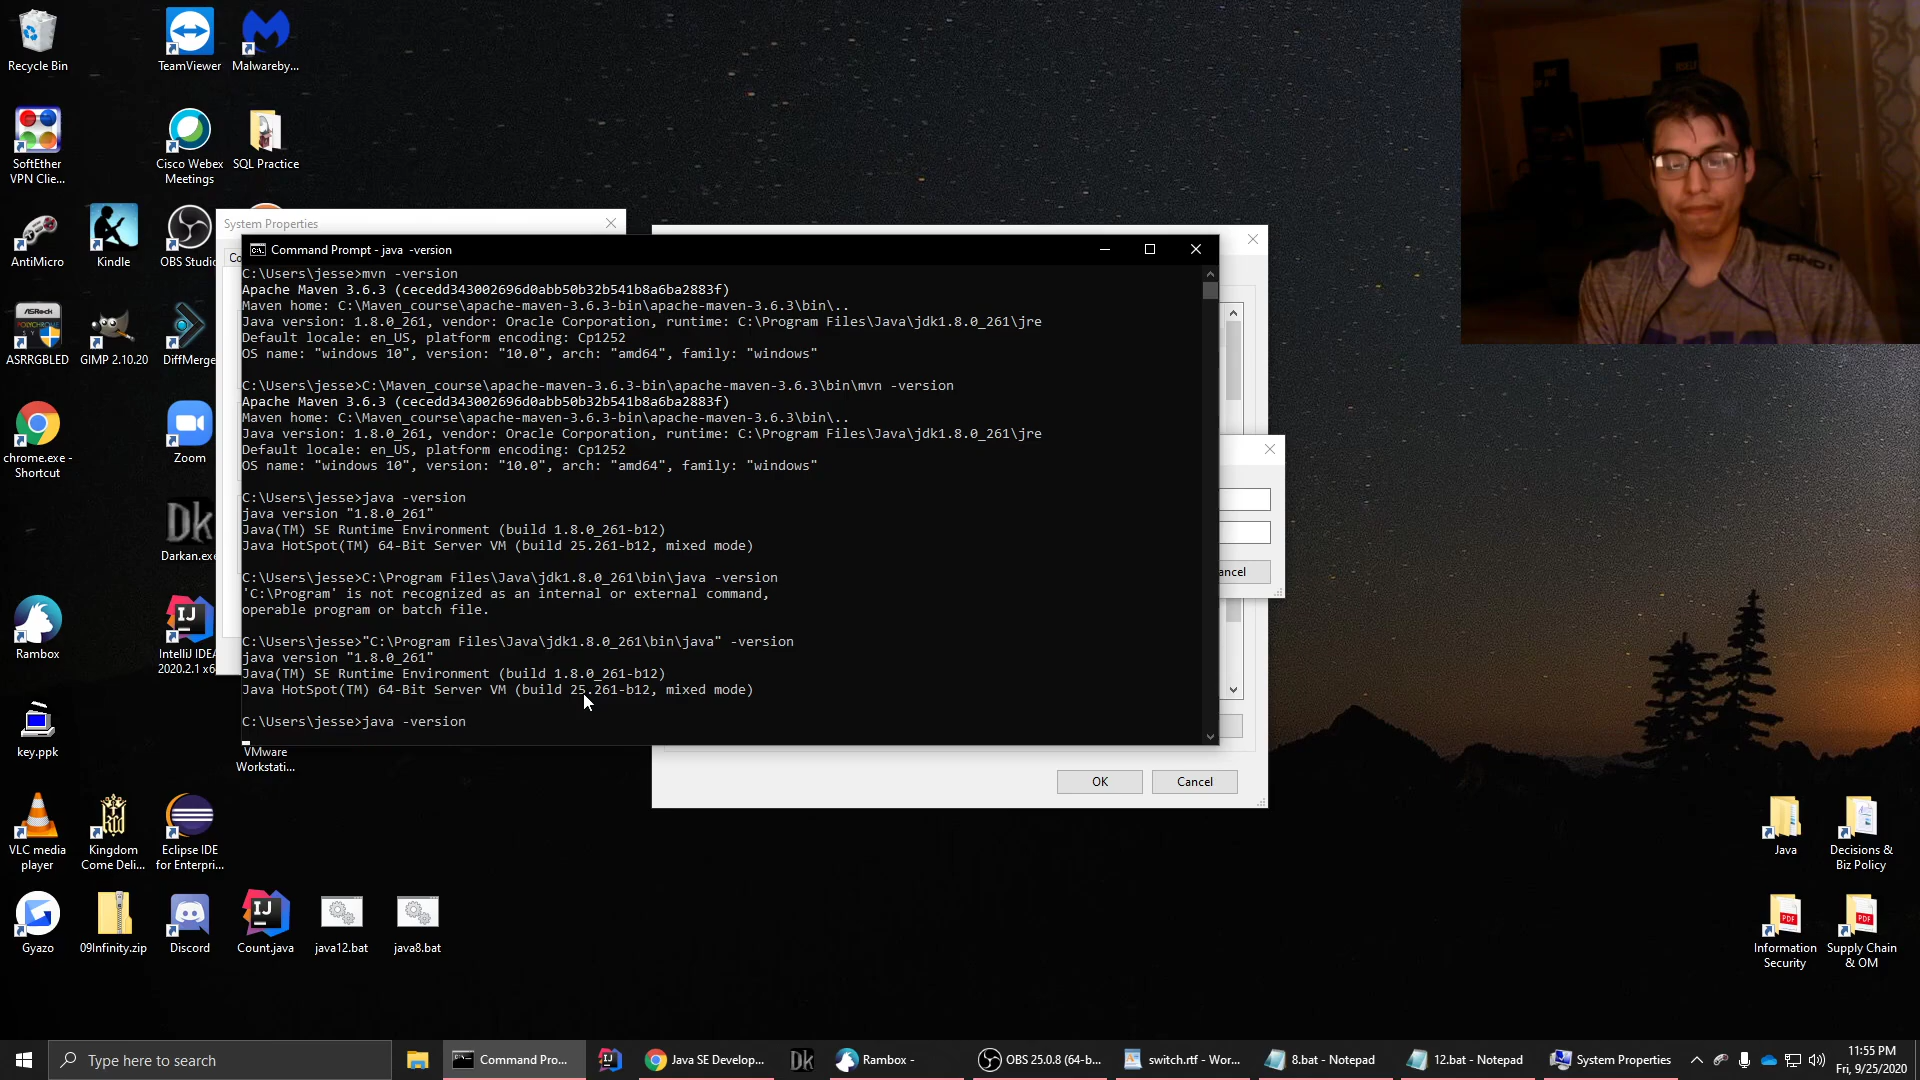 Recycle Bin
TeamViewer
Malwareby...
SoftEther
VPN Clie...
Cisco Webex
Meetings
SQL Practice
AntiMicro
Kindle
OBS Studio
ASRRGBLED
GIMP 2.10.20
DiffMerge
chrome.exe -
Shortcut
Zoom
Darkan.exe
Rambox
IntelliJ IDEA
2020.2.1 x6
key.ppk
VMware
Workstati...
VLC media
player
Kingdom
Come Deli...
Eclipse IDE
for Enterpri...
Gyazo
09Infinity.zip
Discord
Count.java
java12.bat
java8.bat
System Properties
Co
Command Prompt - java  -version
C:\Users\jesse>mvn -version
Apache Maven 3.6.3 (cecedd343002696d0abb50b32b541b8a6ba2883f)
Maven home: C:\Maven_course\apache-maven-3.6.3-bin\apache-maven-3.6.3\bin\..
Java version: 1.8.0_261, vendor: Oracle Corporation, runtime: C:\Program Files\Java\jdk1.8.0_261\jre
Default locale: en_US, platform encoding: Cp1252
OS name: "windows 10", version: "10.0", arch: "amd64", family: "windows"
C:\Users\jesse>C:\Maven_course\apache-maven-3.6.3-bin\apache-maven-3.6.3\bin\mvn -version
Apache Maven 3.6.3 (cecedd343002696d0abb50b32b541b8a6ba2883f)
Maven home: C:\Maven_course\apache-maven-3.6.3-bin\apache-maven-3.6.3\bin\..
Java version: 1.8.0_261, vendor: Oracle Corporation, runtime: C:\Program Files\Java\jdk1.8.0_261\jre
Default locale: en_US, platform encoding: Cp1252
OS name: "windows 10", version: "10.0", arch: "amd64", family: "windows"
C:\Users\jesse>java -version
java version "1.8.0_261"
Java(TM) SE Runtime Environment (build 1.8.0_261-b12)
Java HotSpot(TM) 64-Bit Server VM (build 25.261-b12, mixed mode)
C:\Users\jesse>C:\Program Files\Java\jdk1.8.0_261\bin\java -version
'C:\Program' is not recognized as an internal or external command,
operable program or batch file.
C:\Users\jesse>"C:\Program Files\Java\jdk1.8.0_261\bin\java" -version
java version "1.8.0_261"
Java(TM) SE Runtime Environment (build 1.8.0_261-b12)
Java HotSpot(TM) 64-Bit Server VM (build 25.261-b12, mixed mode)
C:\Users\jesse>java -version
ancel
OK
Cancel
Java
Decisions &
Biz Policy
Information
Security
Supply Chain
& OM
Type here to search
Command Pro...
Java SE Develop...
Rambox -
OBS 25.0.8 (64-b...
switch.rtf - Wor...
8.bat - Notepad
12.bat - Notepad
System Properties
11:55 PM
Fri, 9/25/2020